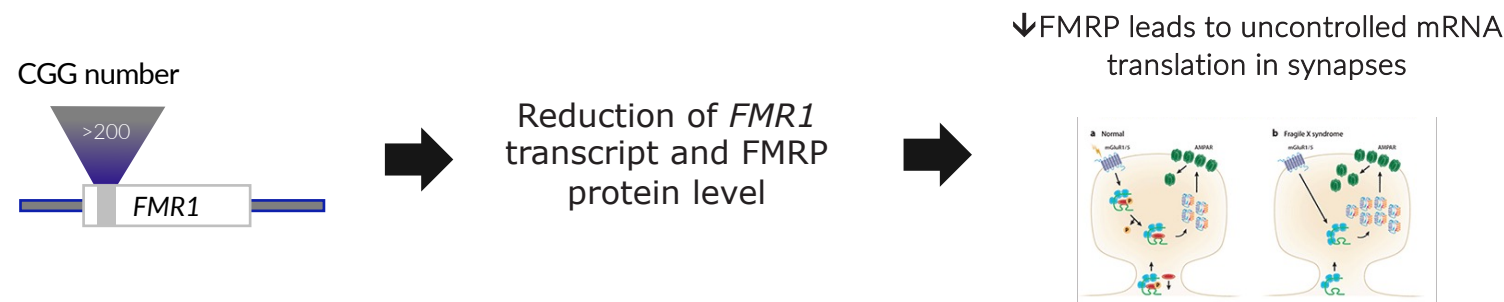 CGG number
>200
FMR1
Reduction of FMR1
transcript and FMRP
protein level
↓FMRP leads to uncontrolled mRNA
translation in synapses
a Normal
mGluR1/5
AMPAR
P
P
b Fragile X syndrome
mGluR1/5
AMPAR